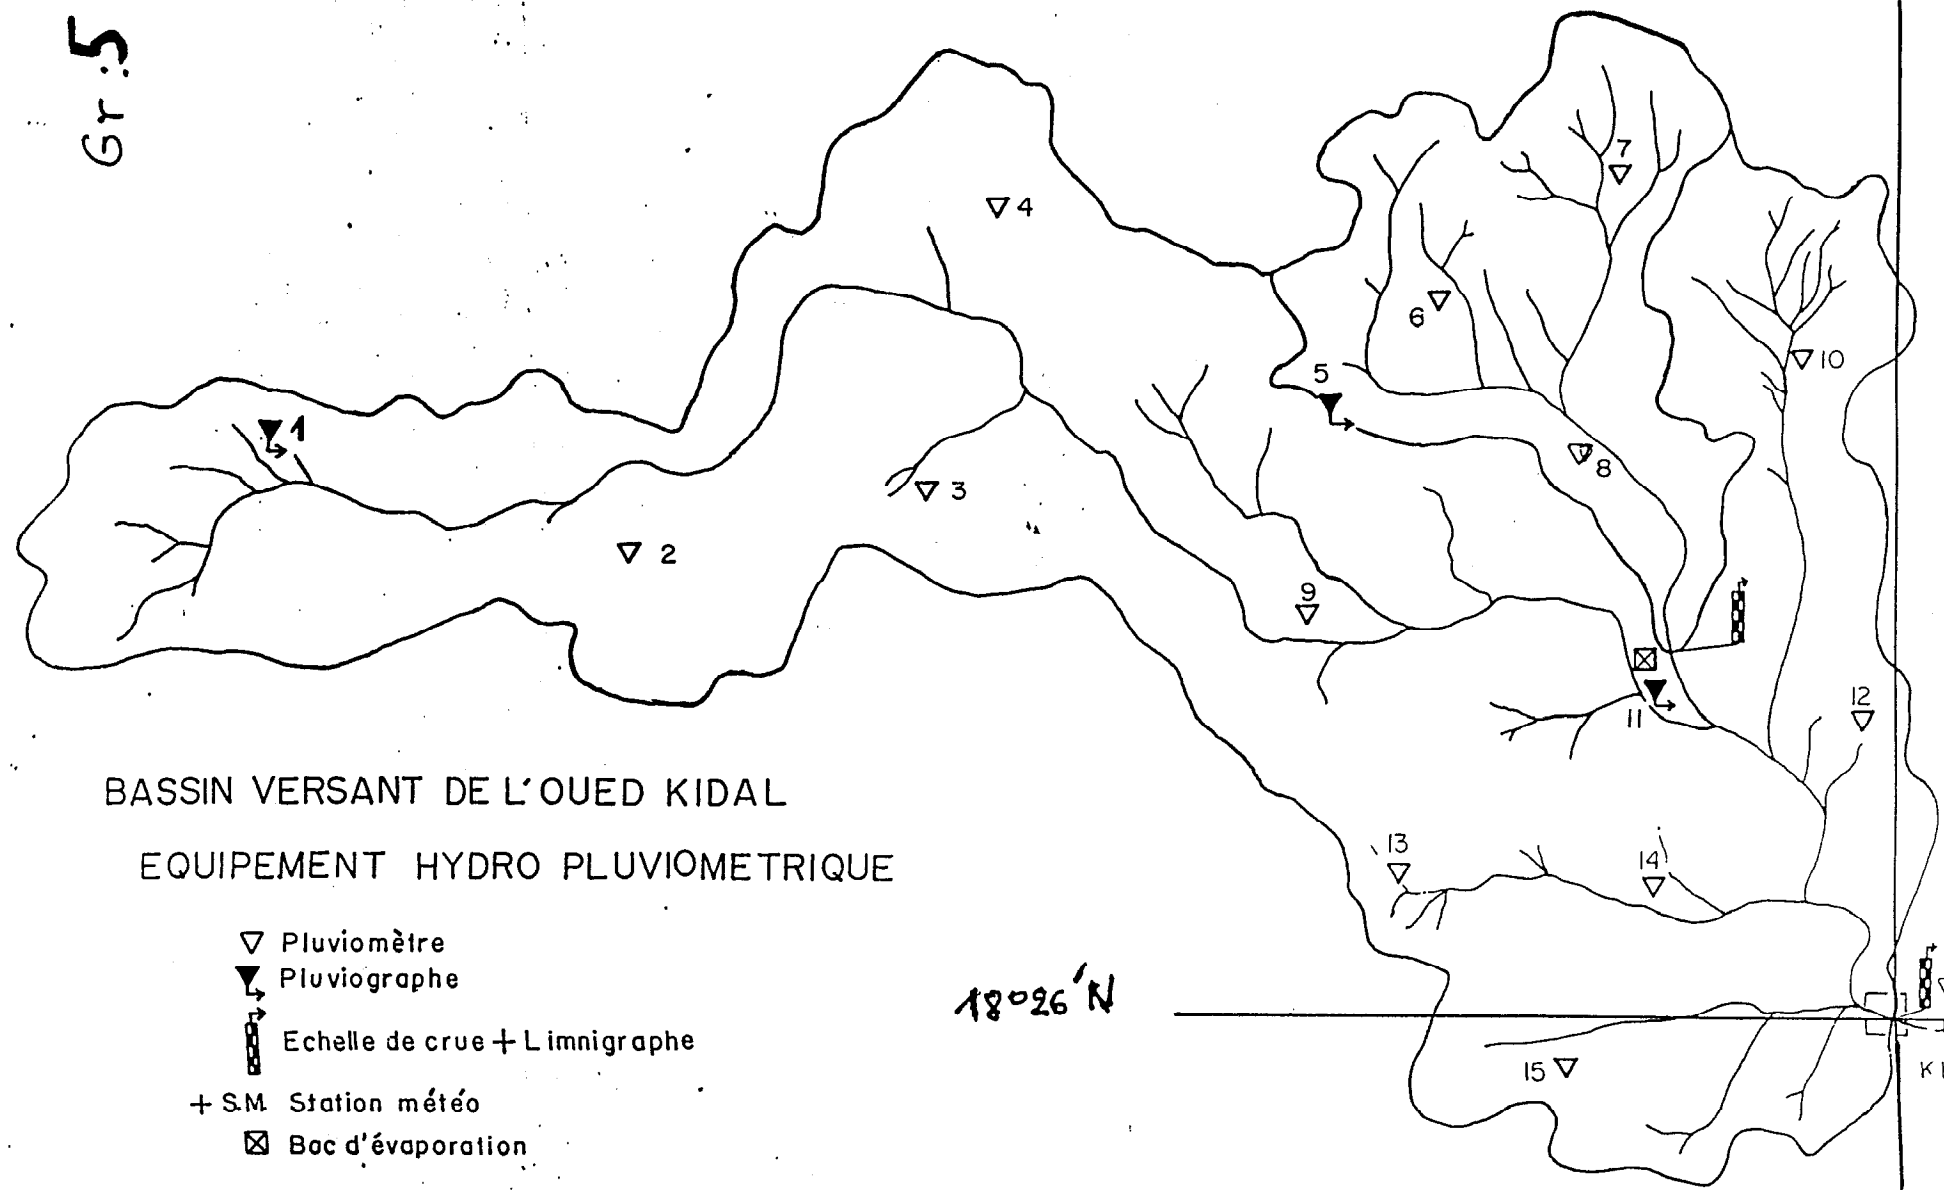 Gr:5
7
4
6
10
5
1
8
3
2
9
12
11
BASSIN VERSANT DE L'OUED KIDAL
EQUIPEMENT HYDRO PLUVIOMETRIQUE
13
14
Pluviomètre
Pluviographe
18°26'N
Echelle de crue + Limnigraphe
15
KI
+ S.M. Station météo
Bac d'évaporation